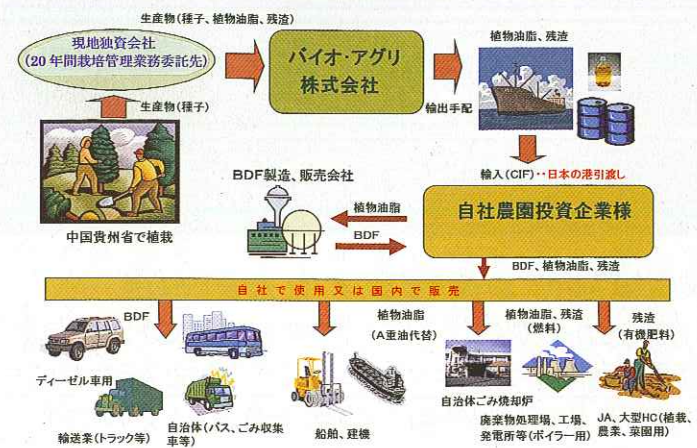 生産物(種子、植物油脂、残渣)
現地独資会社
(20年間栽培管理業務委託先)
バイオ・アグリ
株式会社
植物油脂、残渣
生産物(種子)
輸出手配
中国貴州省で植栽
輸入(CIF)・・日本の港引渡し
BDF製造、販売会社
植物油脂
BDF
自社農園投資企業様
BDF、植物油脂、残渣
自社で使用又は国内で販売
BDF
植物油脂
(A重油代替)
植物油脂、残渣
(燃料)
残渣
(有機肥料)
ディーゼル車用
輸送業(トラック等)
自治体(バス、ごみ収集
車等)
船舶、建機
自治体ごみ焼却炉
廃棄物処理場、工場、
発電所等(ボイラー用)
JA、大型HC(植栽、
農業、菜園用)